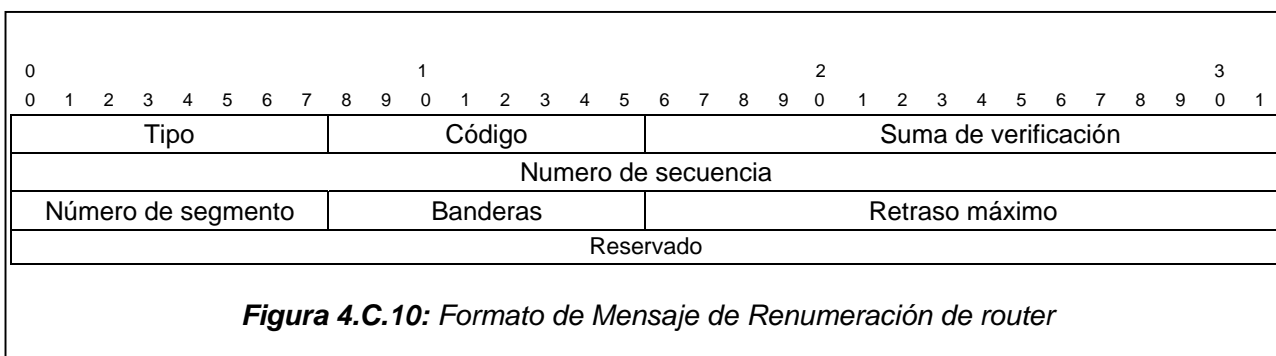 0 1 2 3
0 1 2 3 4 5 6 7 8 9 0 1 2 3 4 5 6 7 8 9 0 1 2 3 4 5 6 7 8 9 0 1
Tipo Código Suma de verificación
Numero de secuencia
Número de segmento Banderas Retraso máximo
Reservado
Figura 4.C.10: Formato de Mensaje de Renumeración de router